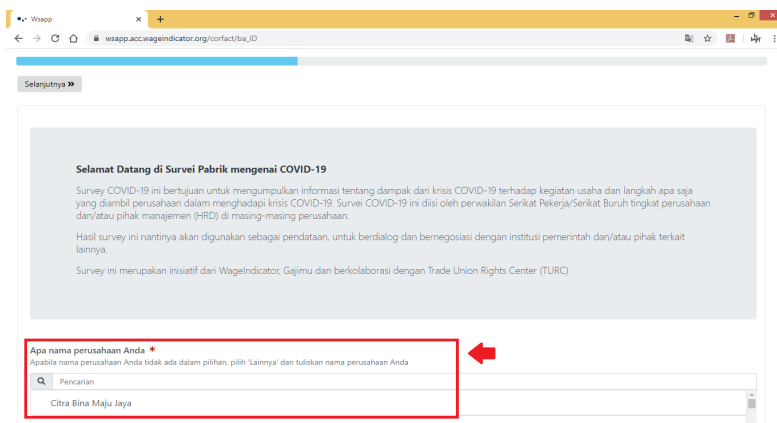 Wsapp
wsapp.acc.wageindicator.org/corfact/ba_ID
Selanjutnya
Selamat Datang di Survei Pabrik mengenai COVID-19
Survey COVID-19 ini bertujuan untuk mengumpulkan informasi tentang dampak dari krisis COVID-19 terhadap kegiatan usaha dan langkah apa saja
yang diambil perusahaan dalam menghadapi krisis COVID-19. Survei COVID-19 ini diisi oleh perwakilan Serikat Pekerja/Serikat Buruh tingkat perusahaan
dan/atau pihak manajemen (HRD) di masing-masing perusahaan.
Hasil survey ini nantinya akan digunakan sebagai pendataan, untuk berdialog dan bernegosiasi dengan institusi pemerintah dan/atau pihak terkait
lainnya.
Survey ini merupakan inisiatif dari WageIndicator, Gajimu dan berkolaborasi dengan Trade Union Rights Center (TURC)
Apa nama perusahaan Anda *
Apabila nama perusahaan Anda tidak ada dalam pilihan, pilih 'Lainnya' dan tuliskan nama perusahaan Anda
Pencarian
Citra Bina Maju Jaya